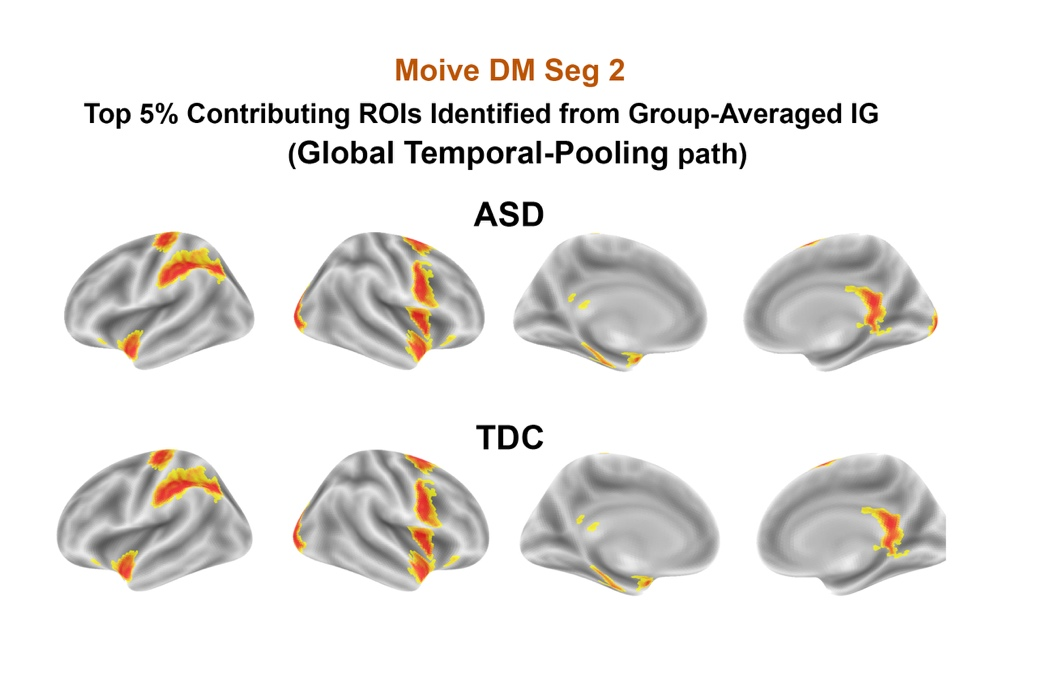 Moive DM Seg 2
Top 5% Contributing ROIs Identified from Group-Averaged IG
(Global Temporal-Pooling path)
ASD
TDC